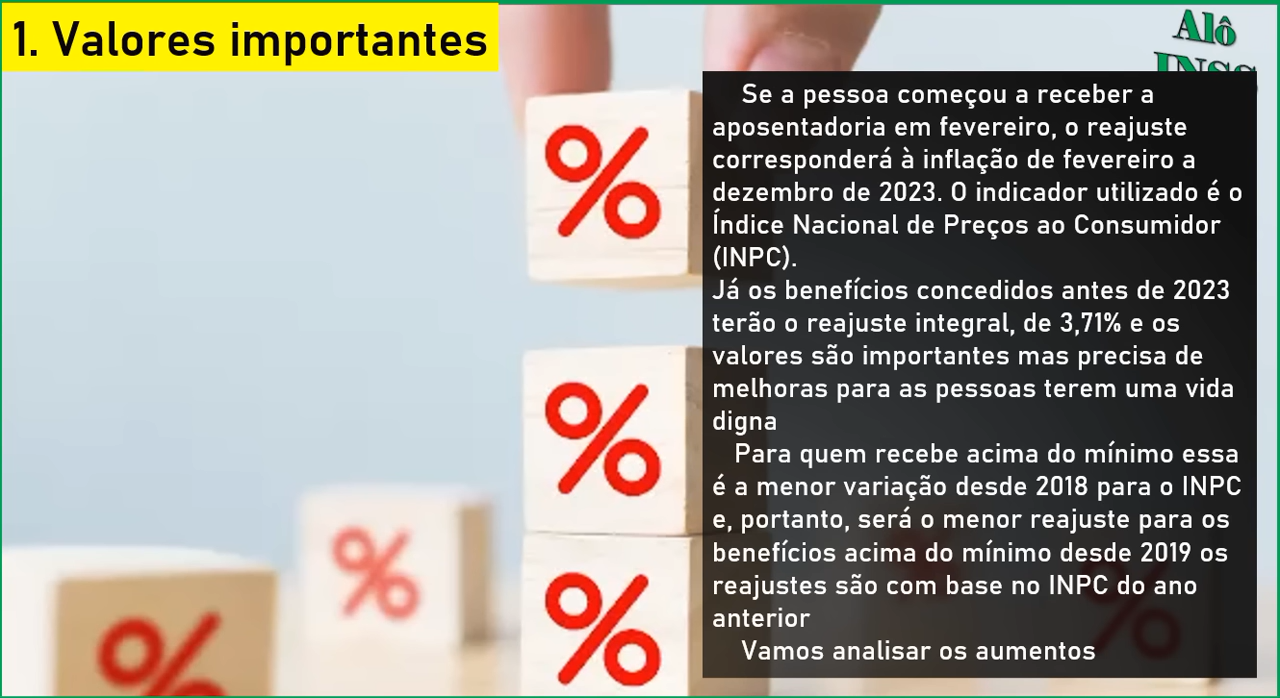 1. Valores importantes
Alô
INSS
Se a pessoa começou a receber a
aposentadoria em fevereiro, o reajuste
corresponderá à inflação de fevereiro a
dezembro de 2023. O indicador utilizado é o
Índice Nacional de Preços ao Consumidor
(INPC).
Já os benefícios concedidos antes de 2023
terão o reajuste integral, de 3,71% e os
valores são importantes mas precisa de
melhoras para as pessoas terem uma vida
digna
Para quem recebe acima do mínimo essa
é a menor variação desde 2018 para o INPC
e, portanto, será o menor reajuste para os
benefícios acima do mínimo desde 2019 os
reajustes são com base no INPC do ano
anterior
Vamos analisar os aumentos
%
%
%
%
%